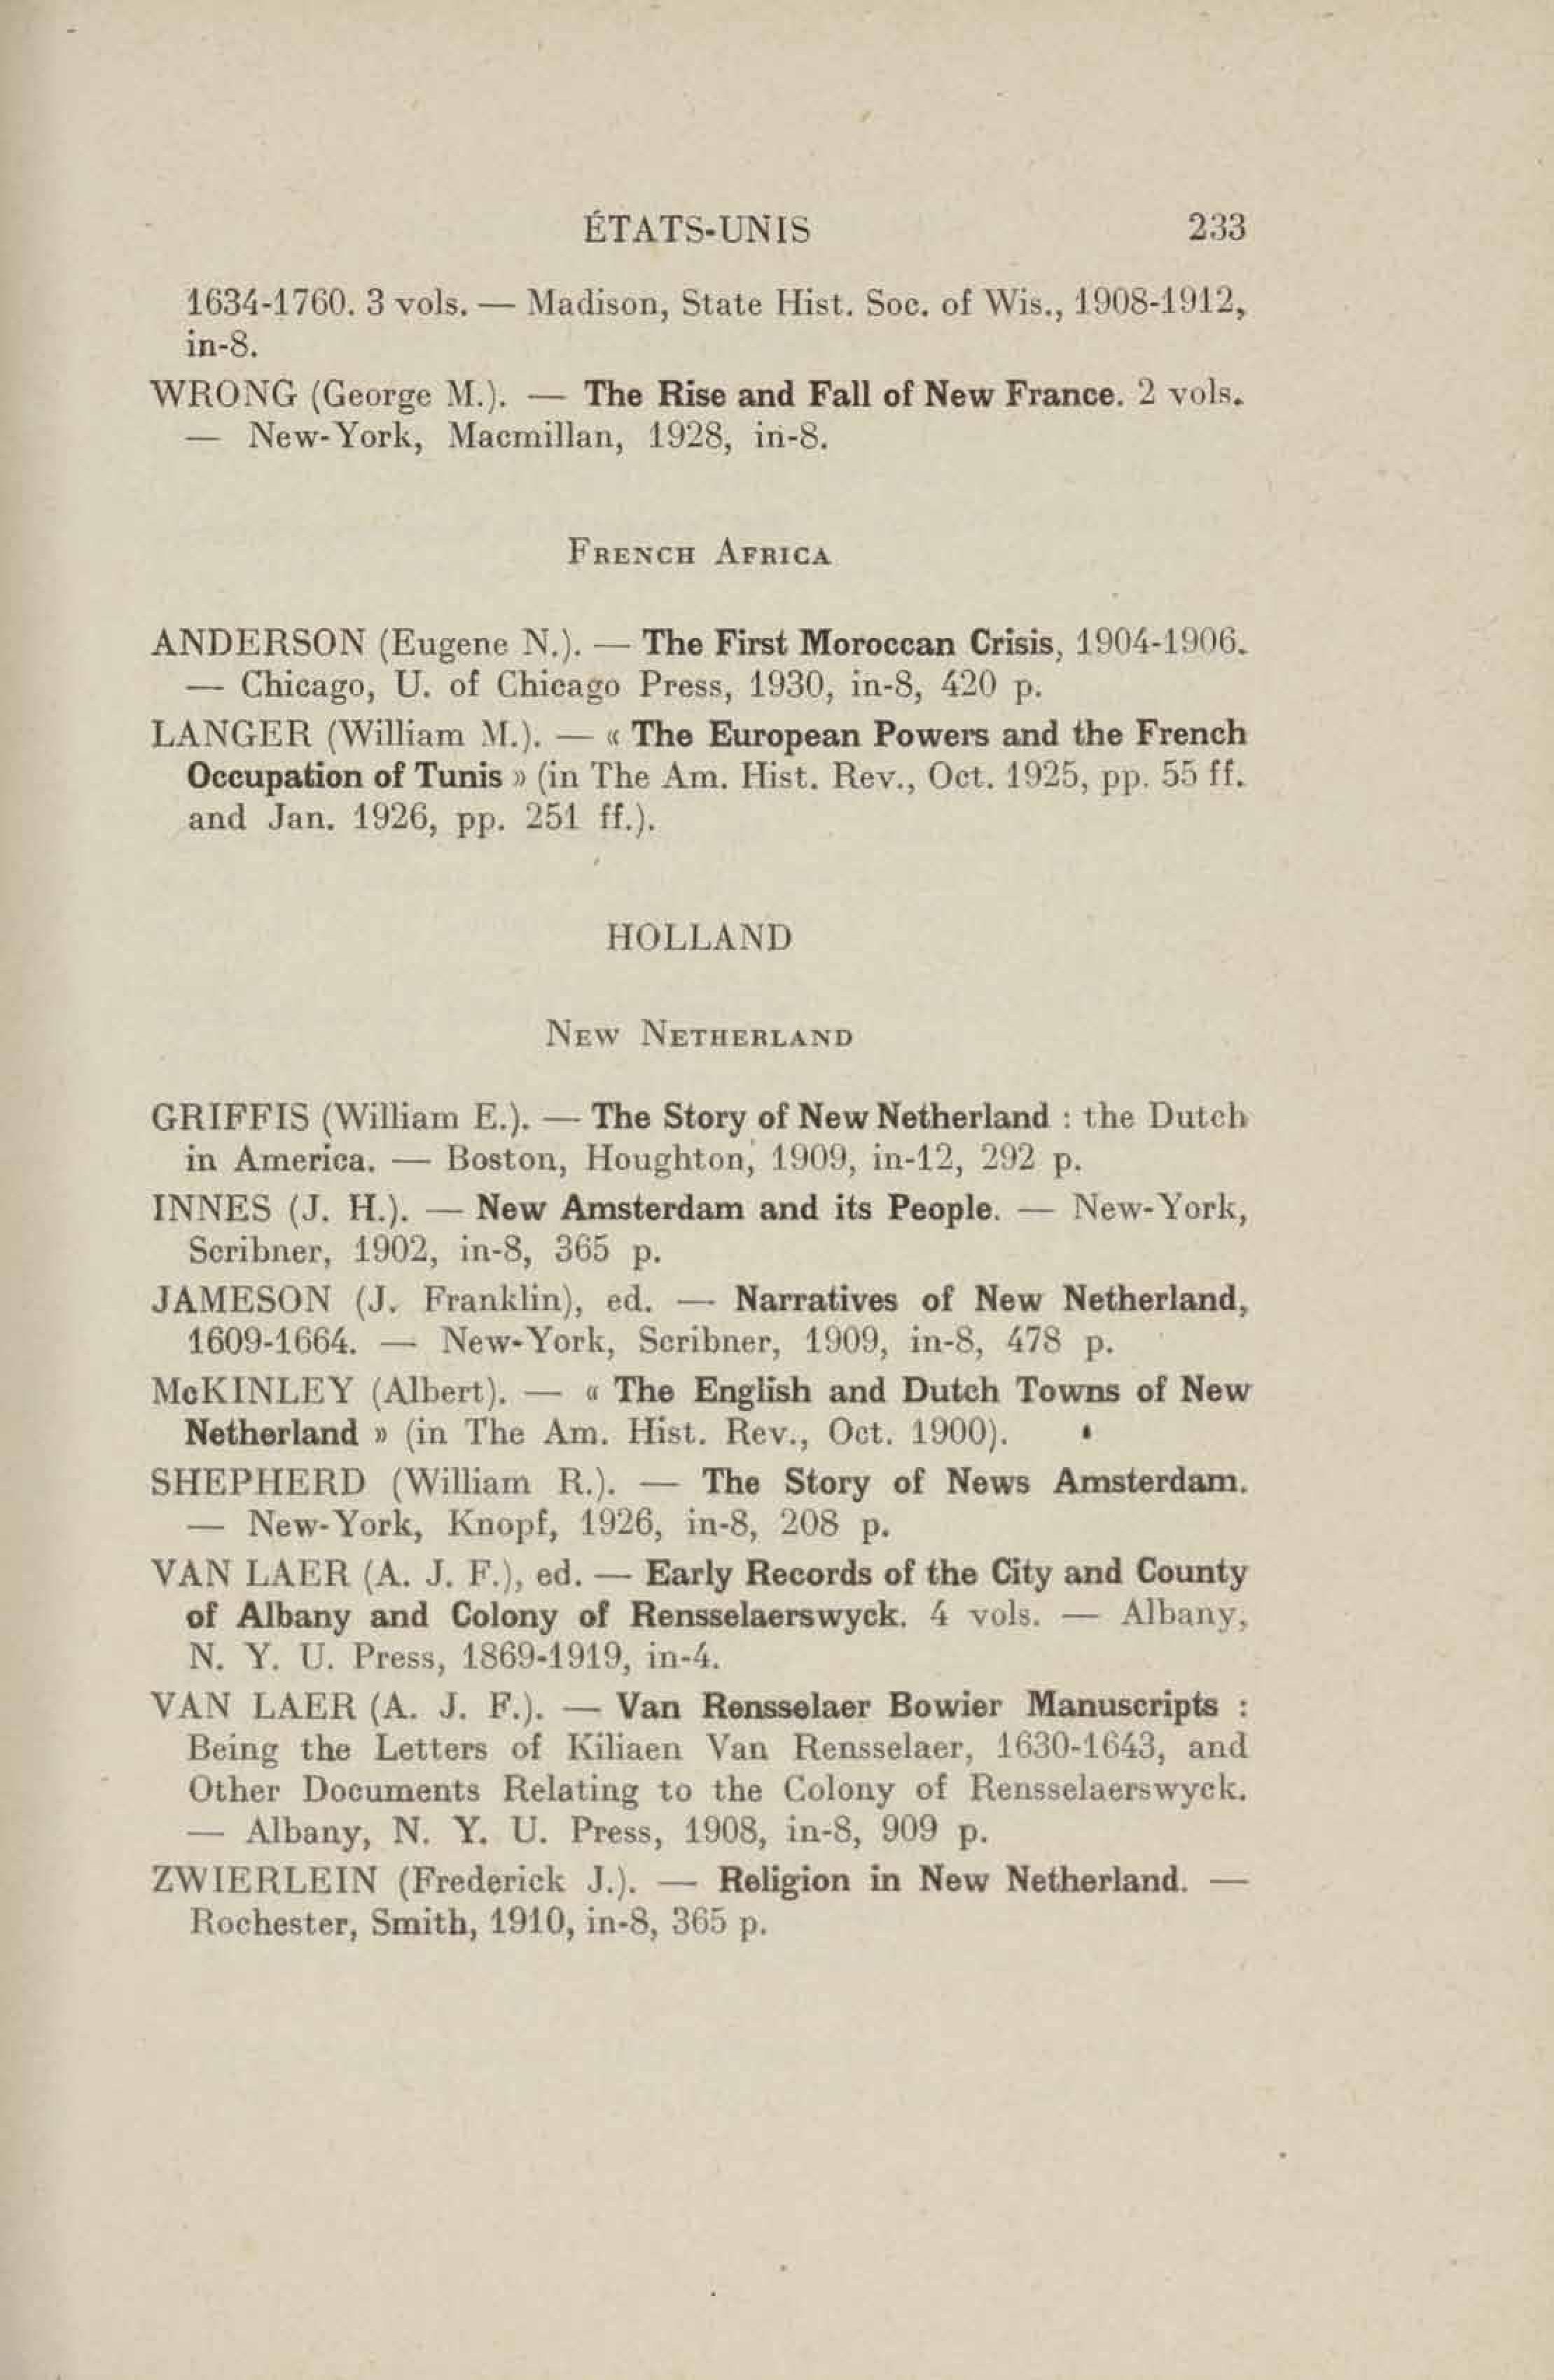 ÉTATS-UNIS 233
1634-1760. 3 vols. — Madison, State Hist. Soc. of Wis., 1908-1912,
in-8.
WRONG (George M.). — The Rise and Fall of New France. 2 vols.
— New-York, Macmillan, 1928, in-8.
FRENCH AFRICA
ANDERSON (Eugene N.). — The First Moroccan Crisis, 1904-1906.
— Chicago, U. of Chicago Press, 1930, in-8, 420 p.
LANGER (William M.). — « The European Powers and the French
Occupation of Tunis » (in The Am. Hist. Rev., Oct. 1925, pp. 55 ff.
and Jan. 1926, pp. 251 ff.).
HOLLAND
NEW NETHERLAND
GRIFFIS (William E.). — The Story of New Netherland : the Dutch
in America. — Boston, Houghton, 1909, in-12, 292 p.
INNES (J. H.). — New Amsterdam and its People. — New-York,
Scribner, 1902, in-8, 365 p.
JAMESON (J. Franklin), ed. — Narratives of New Netherland,
1609-1664. — New-York, Scribner, 1909, in-8, 478 p.
McKINLEY (Albert). — « The English and Dutch Towns of New
Netherland » (in The Am. Hist. Rev., Oct. 1900).
SHEPHERD (William R.). — The Story of News Amsterdam.
— New-York, Knopf, 1926, in-8, 208 p.
VAN LAER (A. J. F.), ed. — Early Records of the City and County
of Albany and Colony of Rensselaerswyck. 4 vols. — Albany,
N. Y. U. Press, 1869-1919, in-4.
VAN LAER (A. J. F.). — Van Rensselaer Bowier Manuscripts :
Being the Letters of Kiliaen Van Rensselaer, 1630-1643, and
Other Documents Relating to the Colony of Rensselaerswyck.
— Albany, N. Y. U. Press, 1908, in-8, 909 p.
ZWIERLEIN (Frederick J.). — Religion in New Netherland. —
Rochester, Smith, 1910, in-8, 365 p.